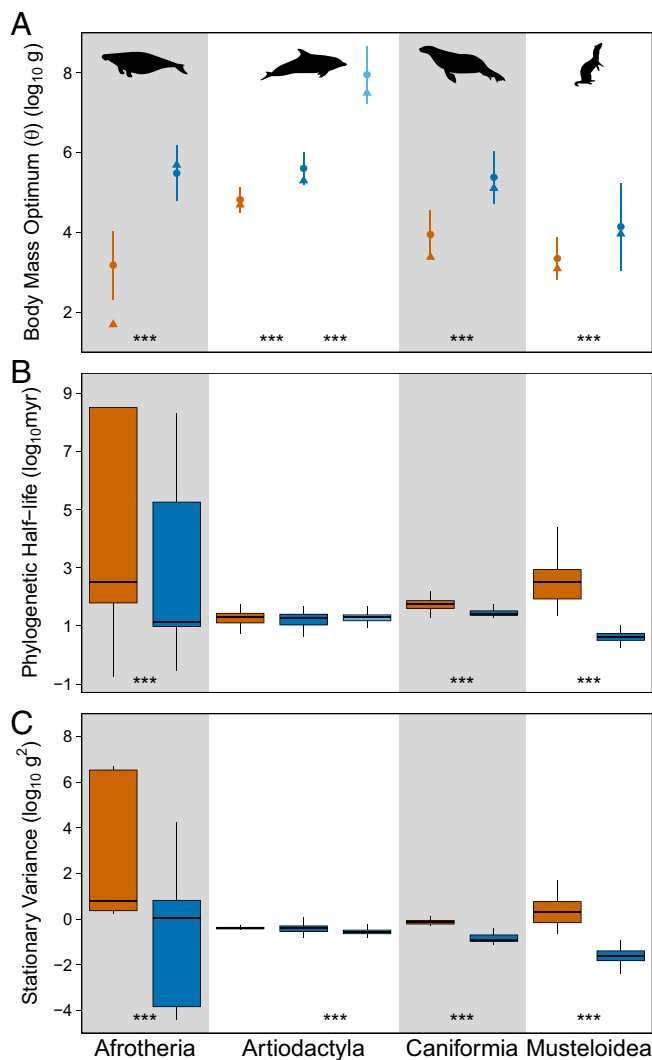 A
Body Mass Optimum (θ) (log10 g)
8
6
4
2
*** *** *** *** ***
B
Phylogenetic Half−life (log10myr)
9
7
5
3
1
−1
*** *** ***
C
Stationary Variance (log10 g2)
8
6
4
2
0
−2
−4
*** *** *** ***
Afrotheria Artiodactyla Caniformia Musteloidea